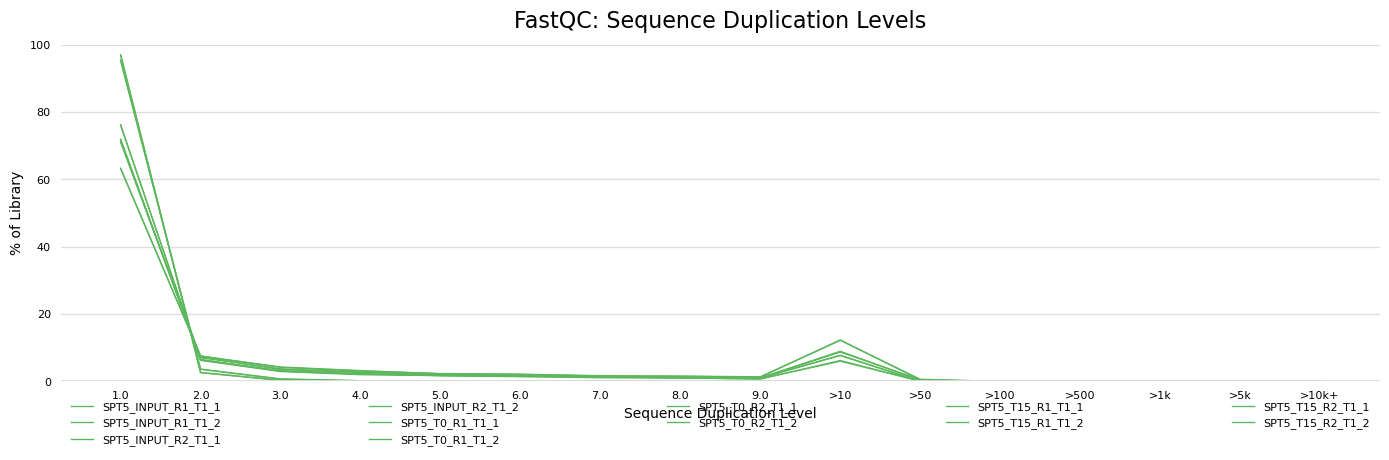 FastQC: Sequence Duplication Levels
100
80
60
40
20
0
% of Library
1.0 2.0 3.0 4.0 5.0 6.0 7.0 8.0 9.0 >10 >50 >100 >500 >1k >5k >10k+
Sequence Duplication Level
SPT5_INPUT_R1_T1_1 SPT5_INPUT_R2_T1_2 SPT5_T0_R2_T1_1 SPT5_T15_R1_T1_1 SPT5_T15_R2_T1_1
SPT5_INPUT_R1_T1_2 SPT5_T0_R1_T1_1 SPT5_T0_R2_T1_2 SPT5_T15_R1_T1_2 SPT5_T15_R2_T1_2
SPT5_INPUT_R2_T1_1 SPT5_T0_R1_T1_2